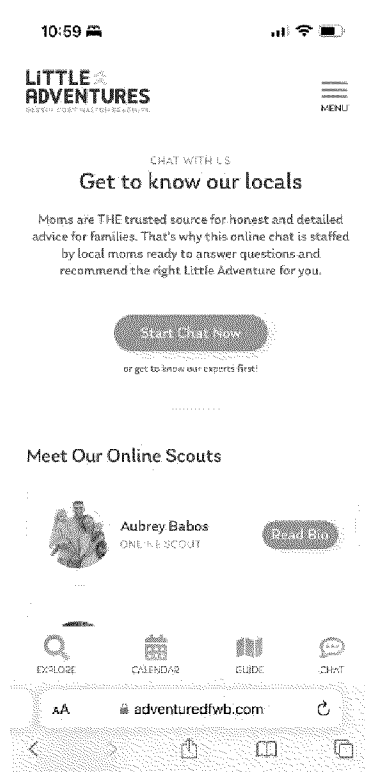 10:59
LiTTLE
ADVENTURES
MENU
CHAT WITH US
Get to know our locals
Moms are THE trusted source for honest and detailed
advice for families. That's why this online chat is staffed
by local moms ready to answer questions and
recommend the right Little Adventure for you.
Start Chat Now
or get to know our experts first!
Meet Our Online Scouts
Aubrey Babos
ONLINE SCOUT
Read Bio
EXPLORE
CALENDAR
GUIDE
CHAT
AA
adventuredfwb.com